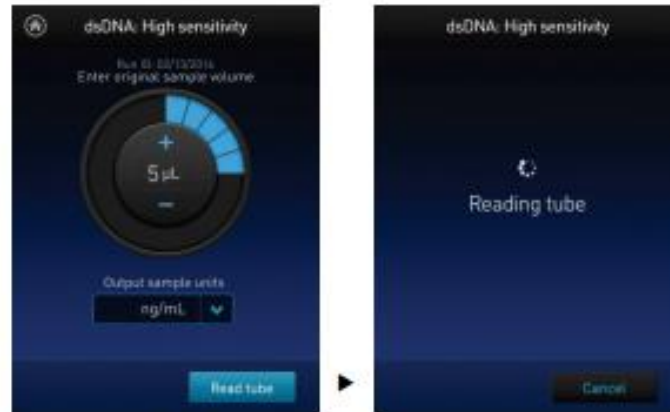 dsDNA: High sensitivity
Enter original sample volume
+
5 µL
−
Output sample units
ng/mL
Read tube
dsDNA: High sensitivity
Reading tube
Cancel